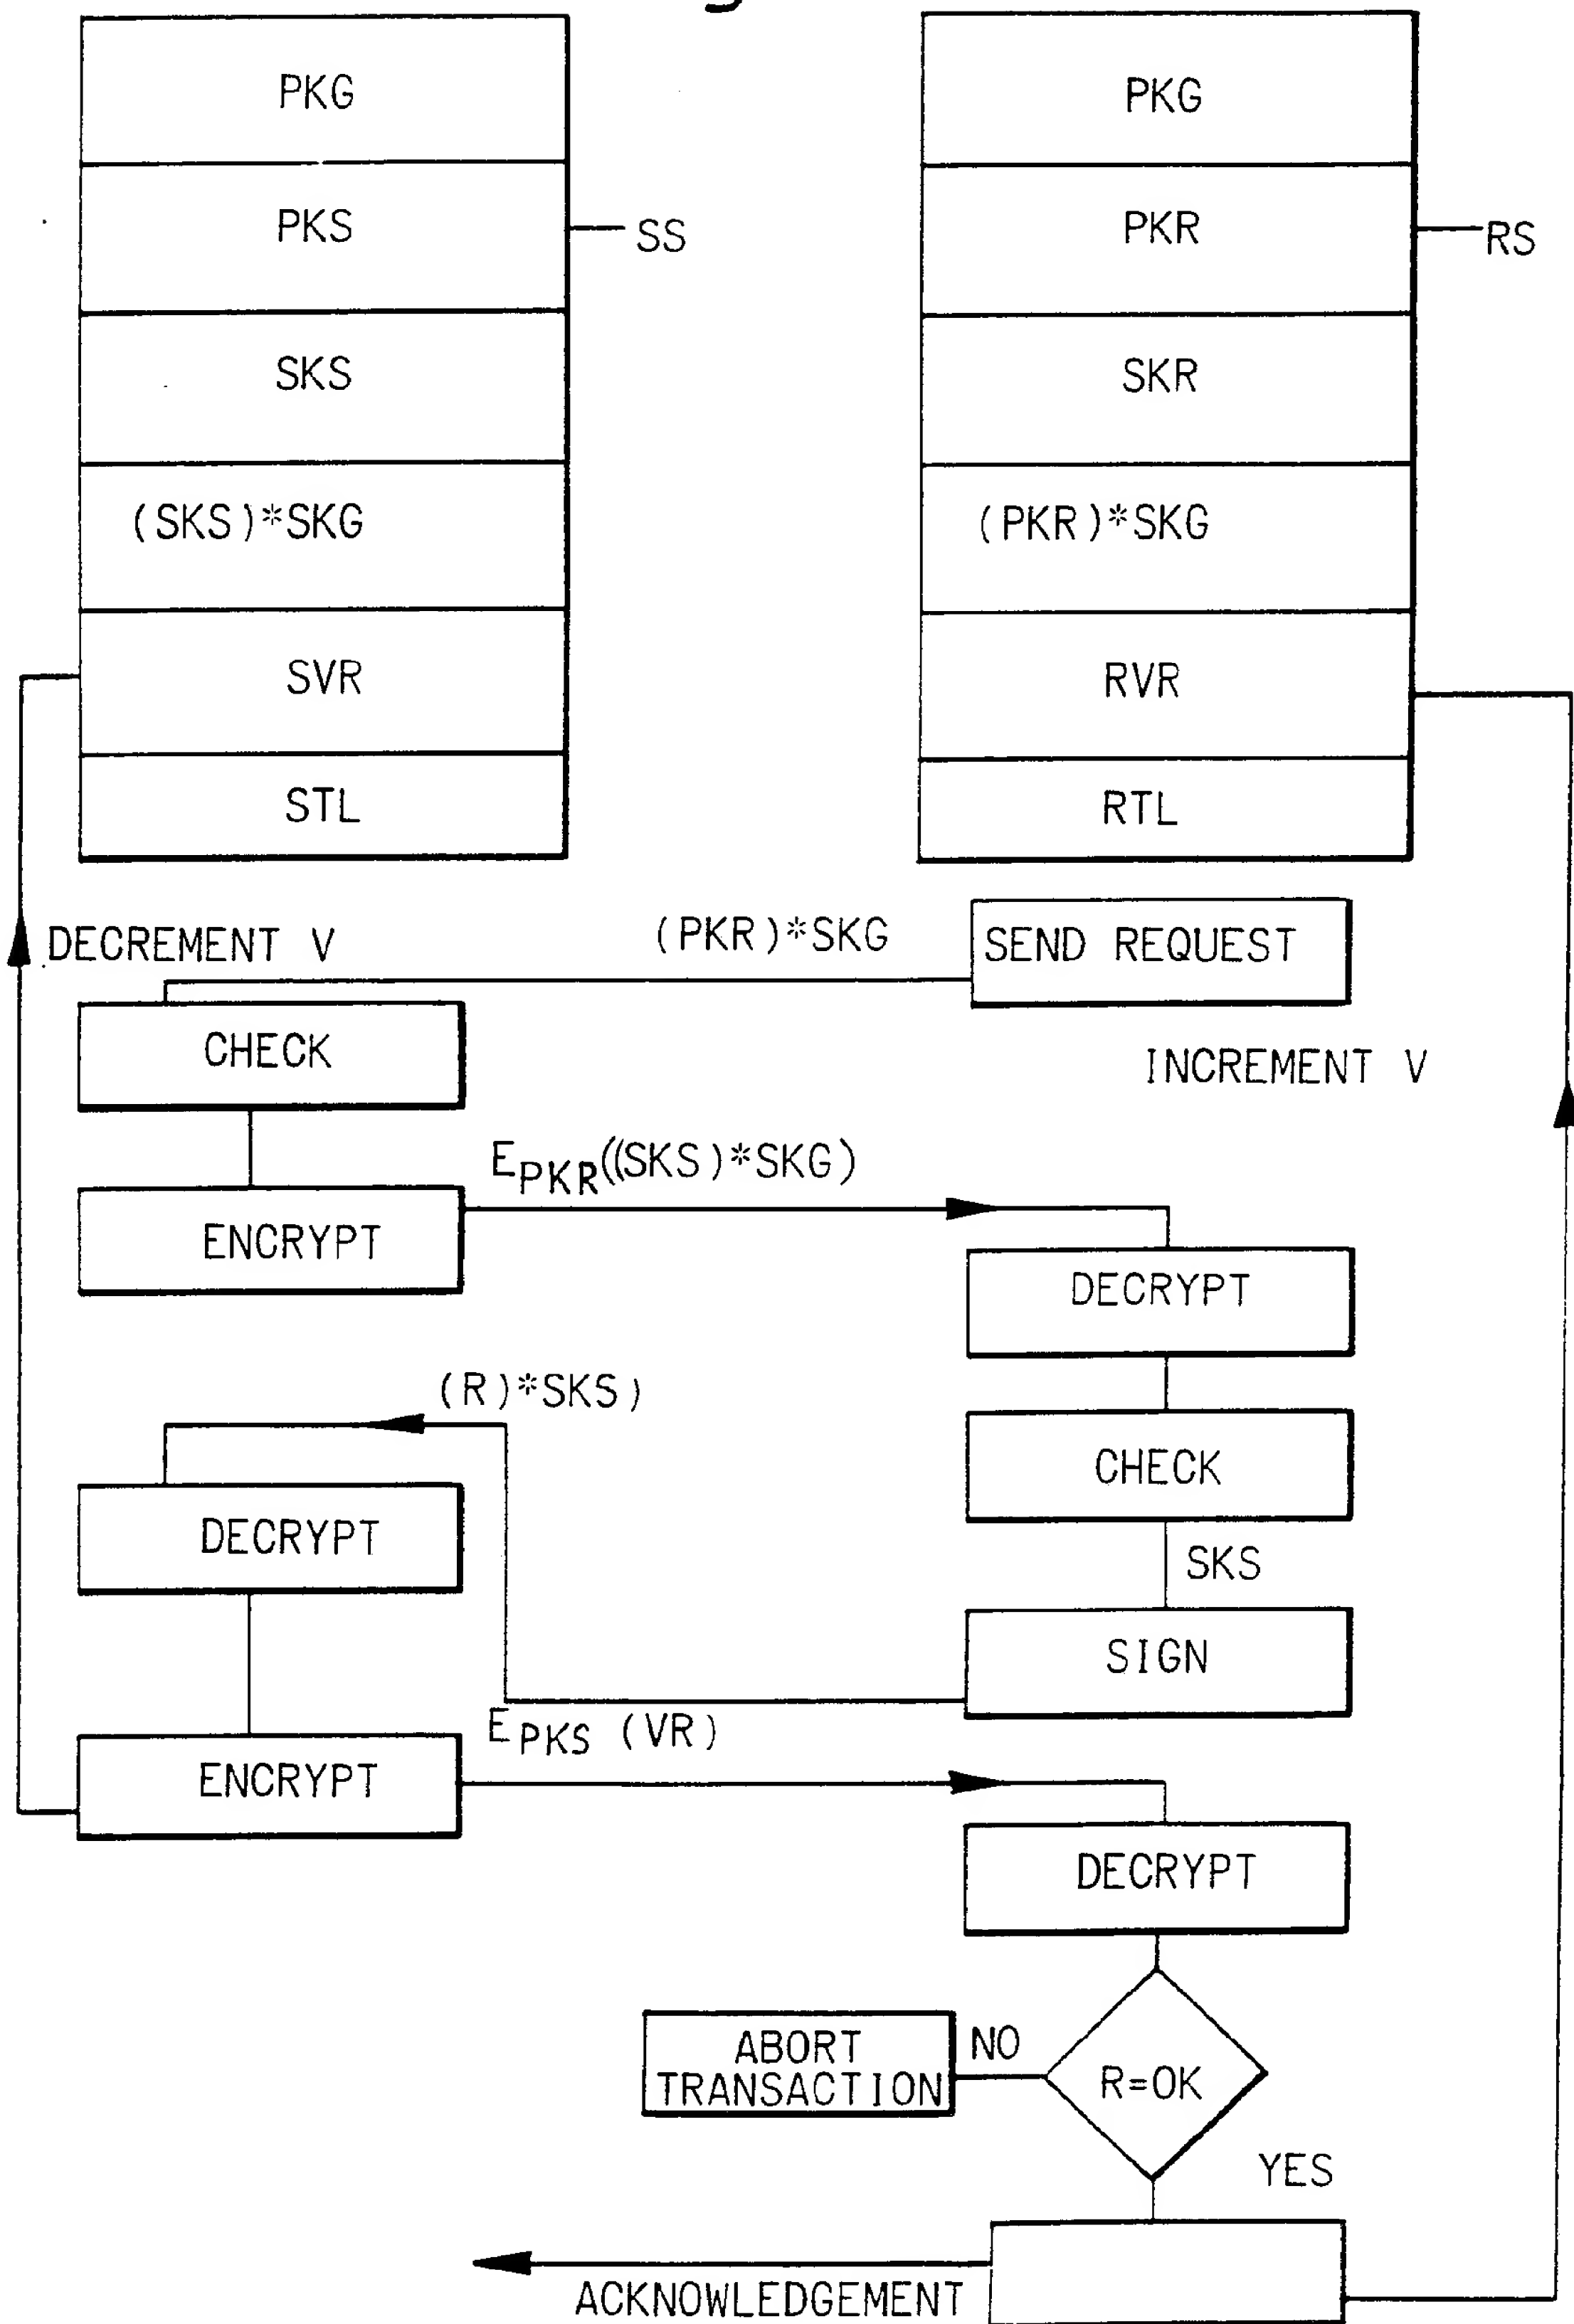 PKG
PKS
SS
SKS
(SKS)*SKG
SVR
STL
PKG
PKR
RS
SKR
(PKR)*SKG
RVR
RTL
DECREMENT V
(PKR)*SKG
SEND REQUEST
CHECK
INCREMENT V
EPKR((SKS)*SKG)
ENCRYPT
DECRYPT
(R)*SKS)
CHECK
DECRYPT
SKS
SIGN
EPKS (VR)
ENCRYPT
DECRYPT
ABORT
TRANSACTION
NO
R=OK
YES
ACKNOWLEDGEMENT